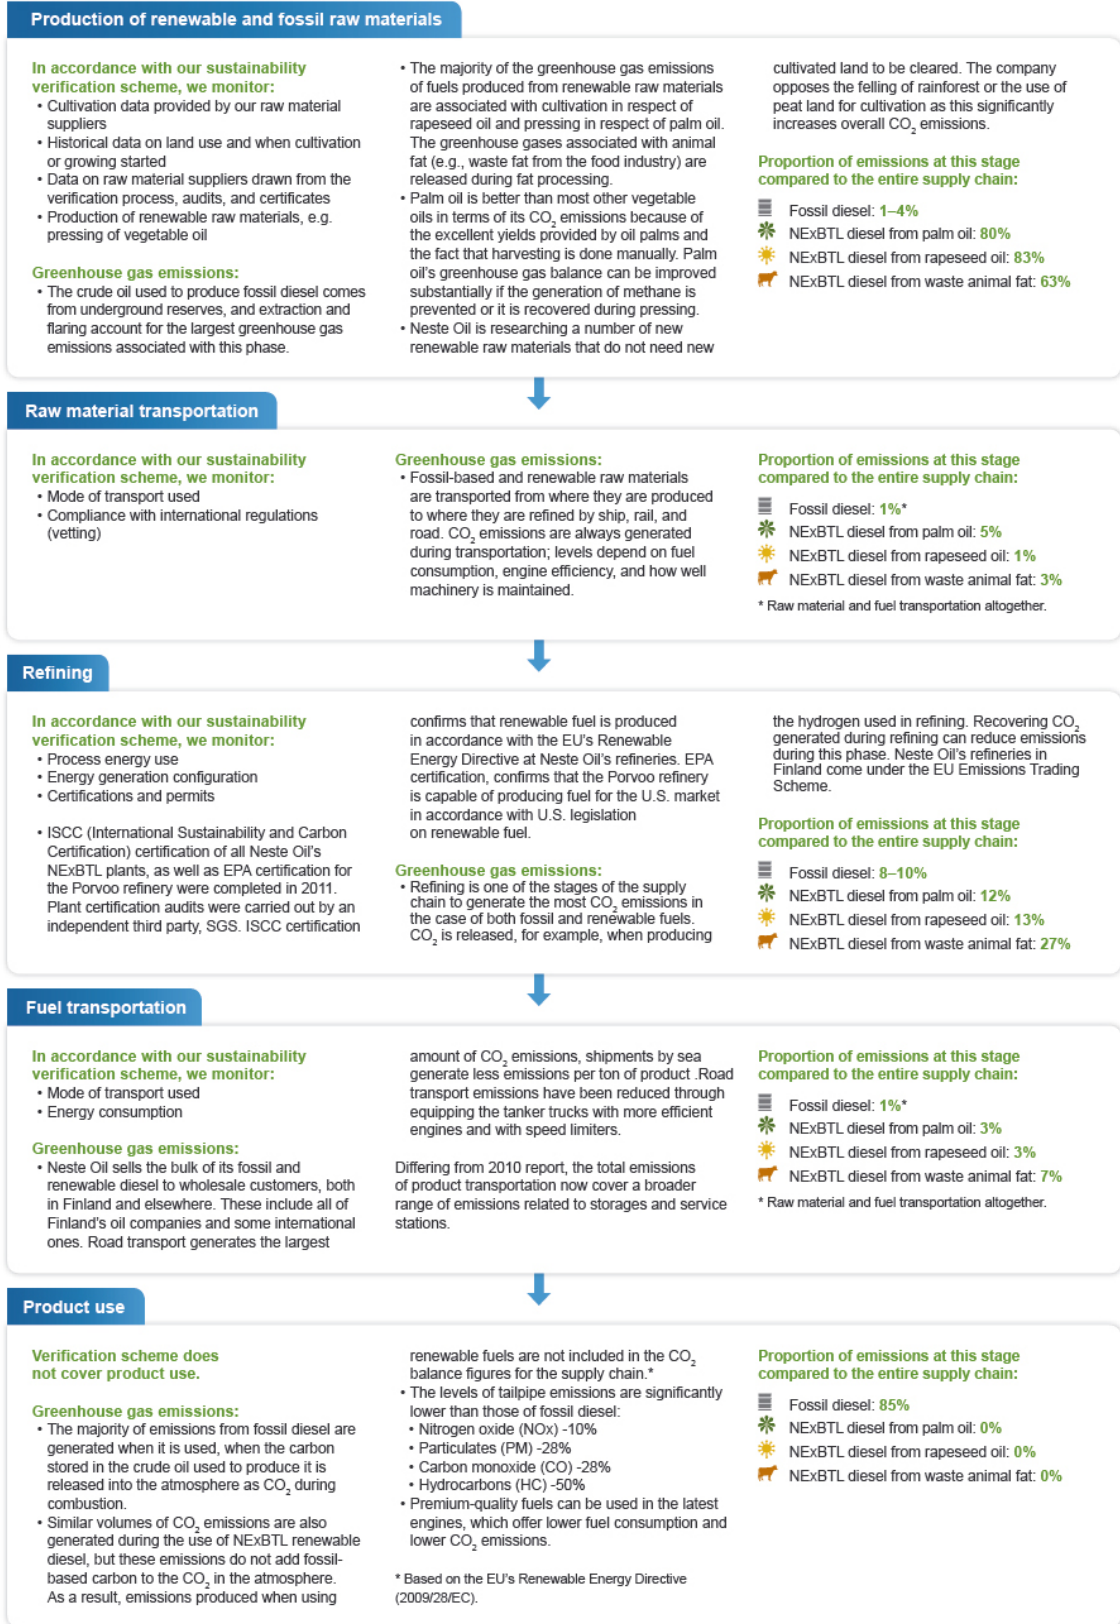 Production of renewable and fossil raw materials
In accordance with our sustainability
verification scheme, we monitor:
• Cultivation data provided by our raw material
suppliers
• Historical data on land use and when cultivation
or growing started
• Data on raw material suppliers drawn from the
verification process, audits, and certificates
• Production of renewable raw materials, e.g.
pressing of vegetable oil
Greenhouse gas emissions:
• The crude oil used to produce fossil diesel comes
from underground reserves, and extraction and
flaring account for the largest greenhouse gas
emissions associated with this phase.
• The majority of the greenhouse gas emissions
of fuels produced from renewable raw materials
are associated with cultivation in respect of
rapeseed oil and pressing in respect of palm oil.
The greenhouse gases associated with animal
fat (e.g., waste fat from the food industry) are
released during fat processing.
• Palm oil is better than most other vegetable
oils in terms of its CO₂ emissions because of
the excellent yields provided by oil palms and
the fact that harvesting is done manually. Palm
oil's greenhouse gas balance can be improved
substantially if the generation of methane is
prevented or it is recovered during pressing.
• Neste Oil is researching a number of new
renewable raw materials that do not need new
cultivated land to be cleared. The company
opposes the felling of rainforest or the use of
peat land for cultivation as this significantly
increases overall CO₂ emissions.
Proportion of emissions at this stage
compared to the entire supply chain:
Fossil diesel: 1–4%
NExBTL diesel from palm oil: 80%
NExBTL diesel from rapeseed oil: 83%
NExBTL diesel from waste animal fat: 63%
Raw material transportation
In accordance with our sustainability
verification scheme, we monitor:
• Mode of transport used
• Compliance with international regulations
(vetting)
Greenhouse gas emissions:
• Fossil-based and renewable raw materials
are transported from where they are produced
to where they are refined by ship, rail, and
road. CO₂ emissions are always generated
during transportation; levels depend on fuel
consumption, engine efficiency, and how well
machinery is maintained.
Proportion of emissions at this stage
compared to the entire supply chain:
Fossil diesel: 1%*
NExBTL diesel from palm oil: 5%
NExBTL diesel from rapeseed oil: 1%
NExBTL diesel from waste animal fat: 3%
* Raw material and fuel transportation altogether.
Refining
In accordance with our sustainability
verification scheme, we monitor:
• Process energy use
• Energy generation configuration
• Certifications and permits
• ISCC (International Sustainability and Carbon
Certification) certification of all Neste Oil's
NExBTL plants, as well as EPA certification for
the Porvoo refinery were completed in 2011.
Plant certification audits were carried out by an
independent third party, SGS. ISCC certification
confirms that renewable fuel is produced
in accordance with the EU's Renewable
Energy Directive at Neste Oil's refineries. EPA
certification, confirms that the Porvoo refinery
is capable of producing fuel for the U.S. market
in accordance with U.S. legislation
on renewable fuel.
Greenhouse gas emissions:
• Refining is one of the stages of the supply
chain to generate the most CO₂ emissions in
the case of both fossil and renewable fuels.
CO₂ is released, for example, when producing
the hydrogen used in refining. Recovering CO₂
generated during refining can reduce emissions
during this phase. Neste Oil's refineries in
Finland come under the EU Emissions Trading
Scheme.
Proportion of emissions at this stage
compared to the entire supply chain:
Fossil diesel: 8–10%
NExBTL diesel from palm oil: 12%
NExBTL diesel from rapeseed oil: 13%
NExBTL diesel from waste animal fat: 27%
Fuel transportation
In accordance with our sustainability
verification scheme, we monitor:
• Mode of transport used
• Energy consumption
Greenhouse gas emissions:
• Neste Oil sells the bulk of its fossil and
renewable diesel to wholesale customers, both
in Finland and elsewhere. These include all of
Finland's oil companies and some international
ones. Road transport generates the largest
amount of CO₂ emissions, shipments by sea
generate less emissions per ton of product .Road
transport emissions have been reduced through
equipping the tanker trucks with more efficient
engines and with speed limiters.
Differing from 2010 report, the total emissions
of product transportation now cover a broader
range of emissions related to storages and service
stations.
Proportion of emissions at this stage
compared to the entire supply chain:
Fossil diesel: 1%*
NExBTL diesel from palm oil: 3%
NExBTL diesel from rapeseed oil: 3%
NExBTL diesel from waste animal fat: 7%
* Raw material and fuel transportation altogether.
Product use
Verification scheme does
not cover product use.
Greenhouse gas emissions:
• The majority of emissions from fossil diesel are
generated when it is used, when the carbon
stored in the crude oil used to produce it is
released into the atmosphere as CO₂ during
combustion.
• Similar volumes of CO₂ emissions are also
generated during the use of NExBTL renewable
diesel, but these emissions do not add fossil-
based carbon to the CO₂ in the atmosphere.
As a result, emissions produced when using
renewable fuels are not included in the CO₂
balance figures for the supply chain.*
• The levels of tailpipe emissions are significantly
lower than those of fossil diesel:
• Nitrogen oxide (NOx) -10%
• Particulates (PM) -28%
• Carbon monoxide (CO) -28%
• Hydrocarbons (HC) -50%
• Premium-quality fuels can be used in the latest
engines, which offer lower fuel consumption and
lower CO₂ emissions.
* Based on the EU's Renewable Energy Directive
(2009/28/EC).
Proportion of emissions at this stage
compared to the entire supply chain:
Fossil diesel: 85%
NExBTL diesel from palm oil: 0%
NExBTL diesel from rapeseed oil: 0%
NExBTL diesel from waste animal fat: 0%